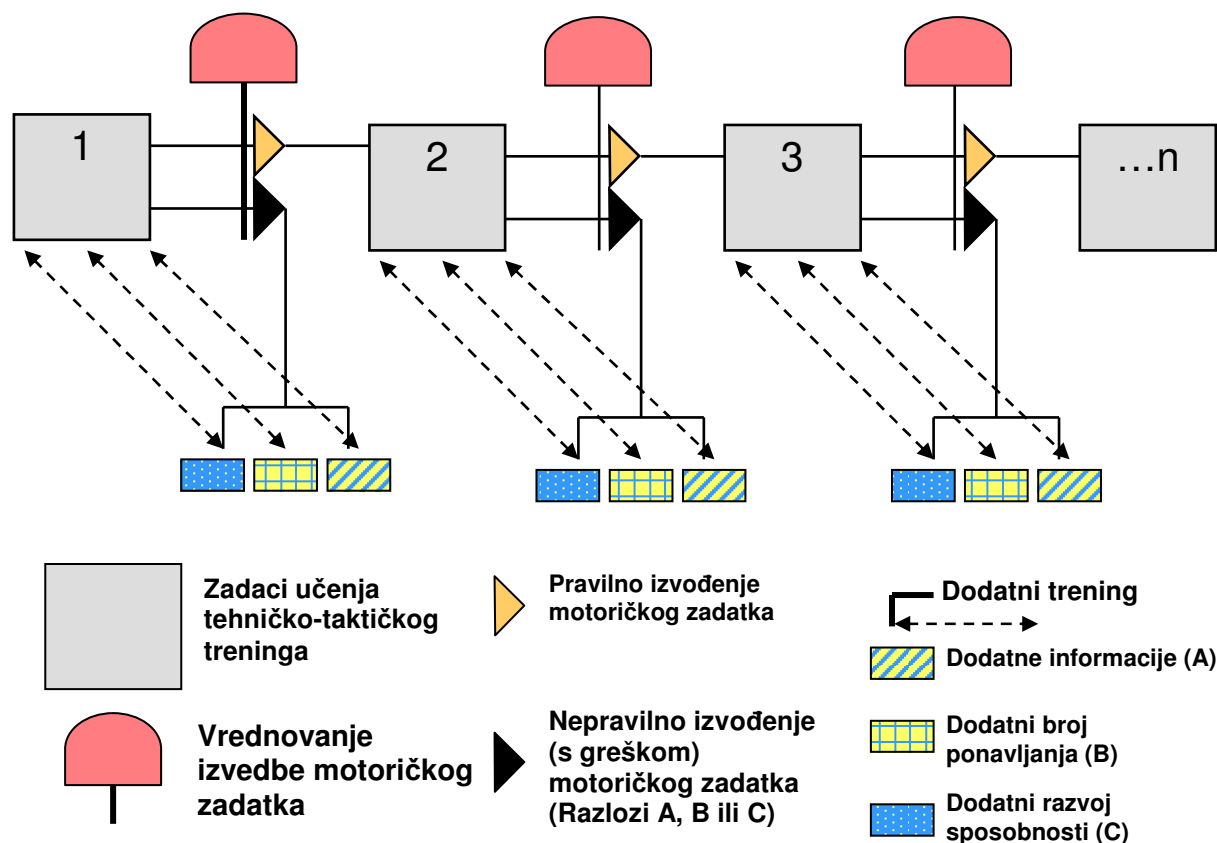 1
2
3
...n
Zadaci učenja
tehničko-taktičkog
treninga
Pravilno izvođenje
motoričkog zadatka
Dodatni trening
Dodatne informacije (A)
Vrednovanje
izvedbe motoričkog
zadatka
Nepravilno izvođenje
(s greškom)
motoričkog zadatka
(Razlozi A, B ili C)
Dodatni broj
ponavljanja (B)
Dodatni razvoj
sposobnosti (C)